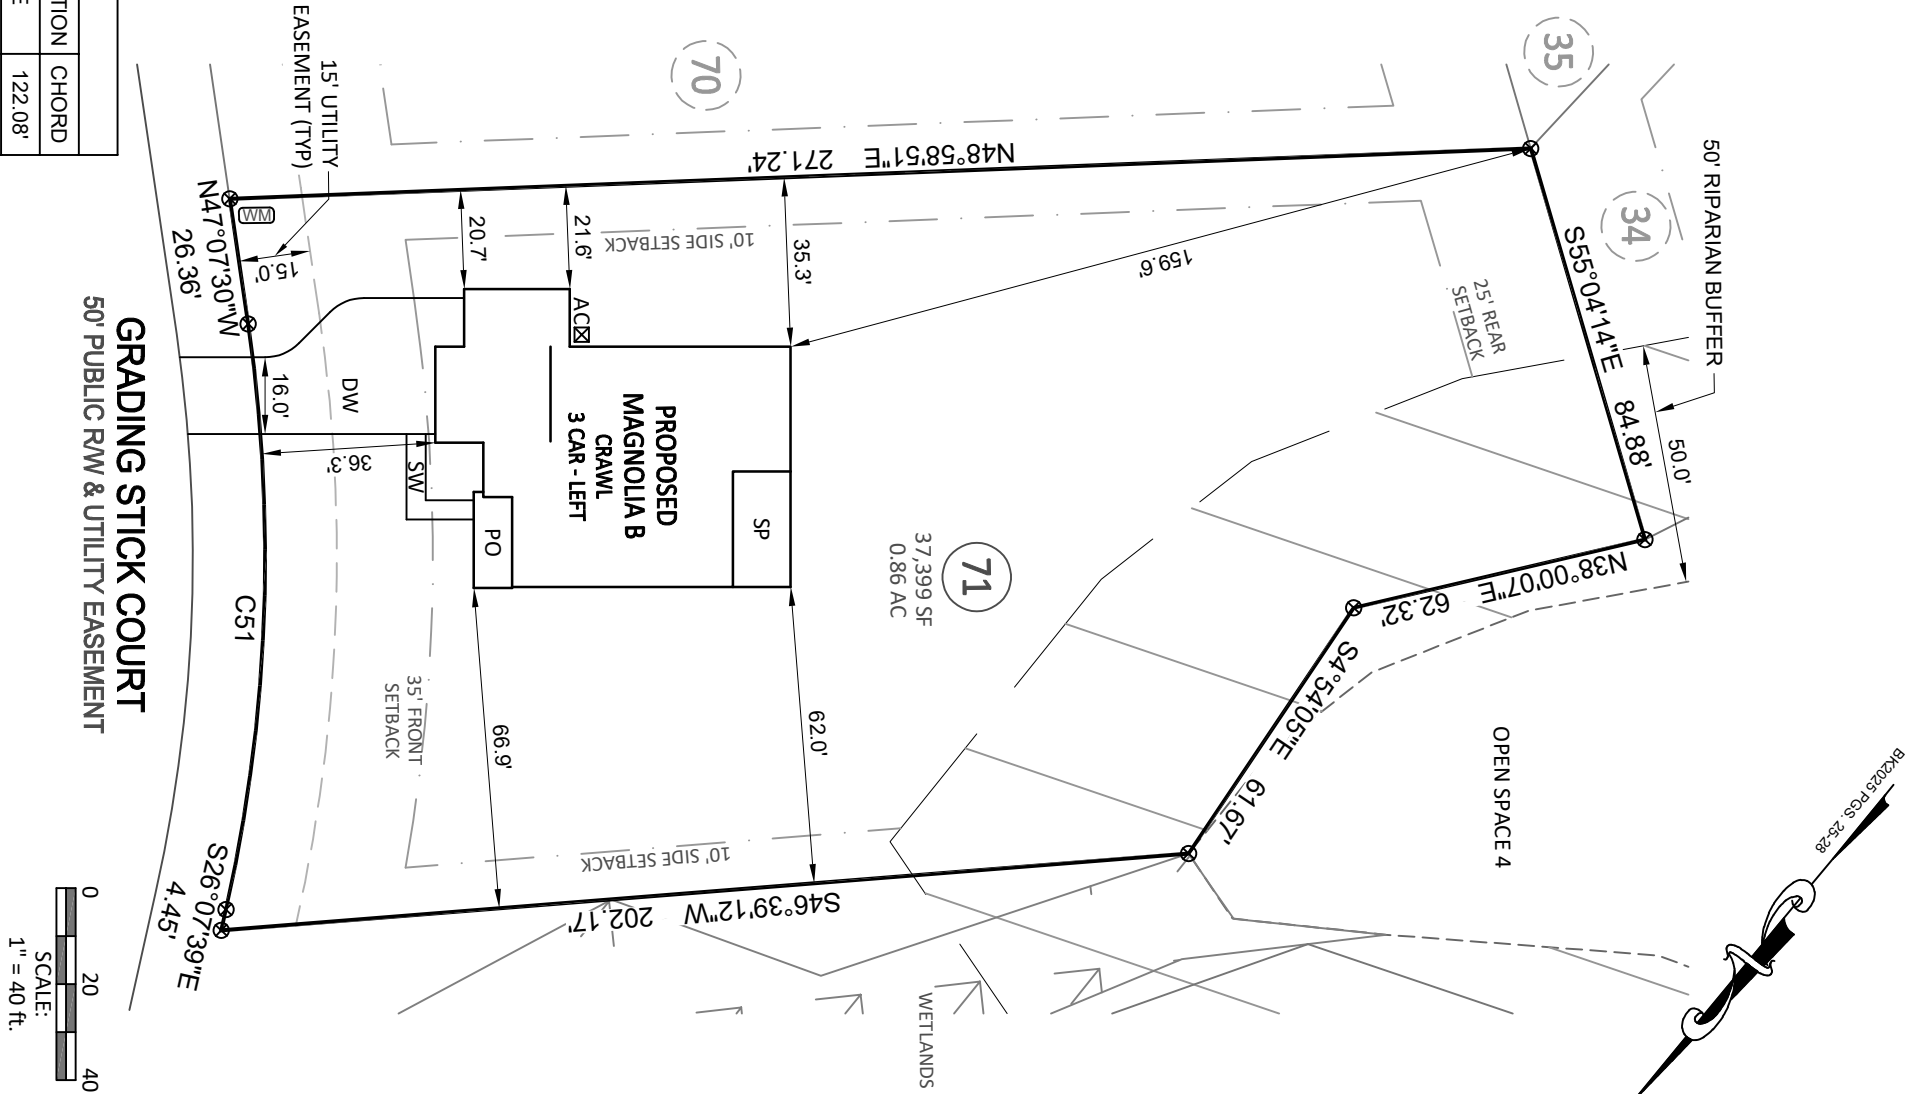 TION CHORD
E 122.08'
15' UTILITY
EASEMENT (TYP)
70
35
34
50' RIPARIAN BUFFER
N48°58'51"E 271.24'
S55°04'14"E 84.88'
50.0'
25' REAR
SETBACK
159.6'
35.3'
21.6'
20.7'
10' SIDE SETBACK
WM
15.0'
N47°07'30"W
26.36'
16.0'
DW
36.3'
SW
AC
PROPOSED
MAGNOLIA B
CRAWL
3 CAR - LEFT
SP
PO
71
37,399 SF
0.86 AC
N38°00'07"E 62.32'
S4°54'05"E 61.67'
OPEN SPACE 4
62.0'
66.9'
35' FRONT
SETBACK
C51
10' SIDE SETBACK
S46°39'12"W 202.17'
S26°07'39"E
4.45'
WETLANDS
GRADING STICK COURT
50' PUBLIC R/W & UTILITY EASEMENT
BK2025 PGS. 25-28
0 20 40
SCALE:
1" = 40 ft.